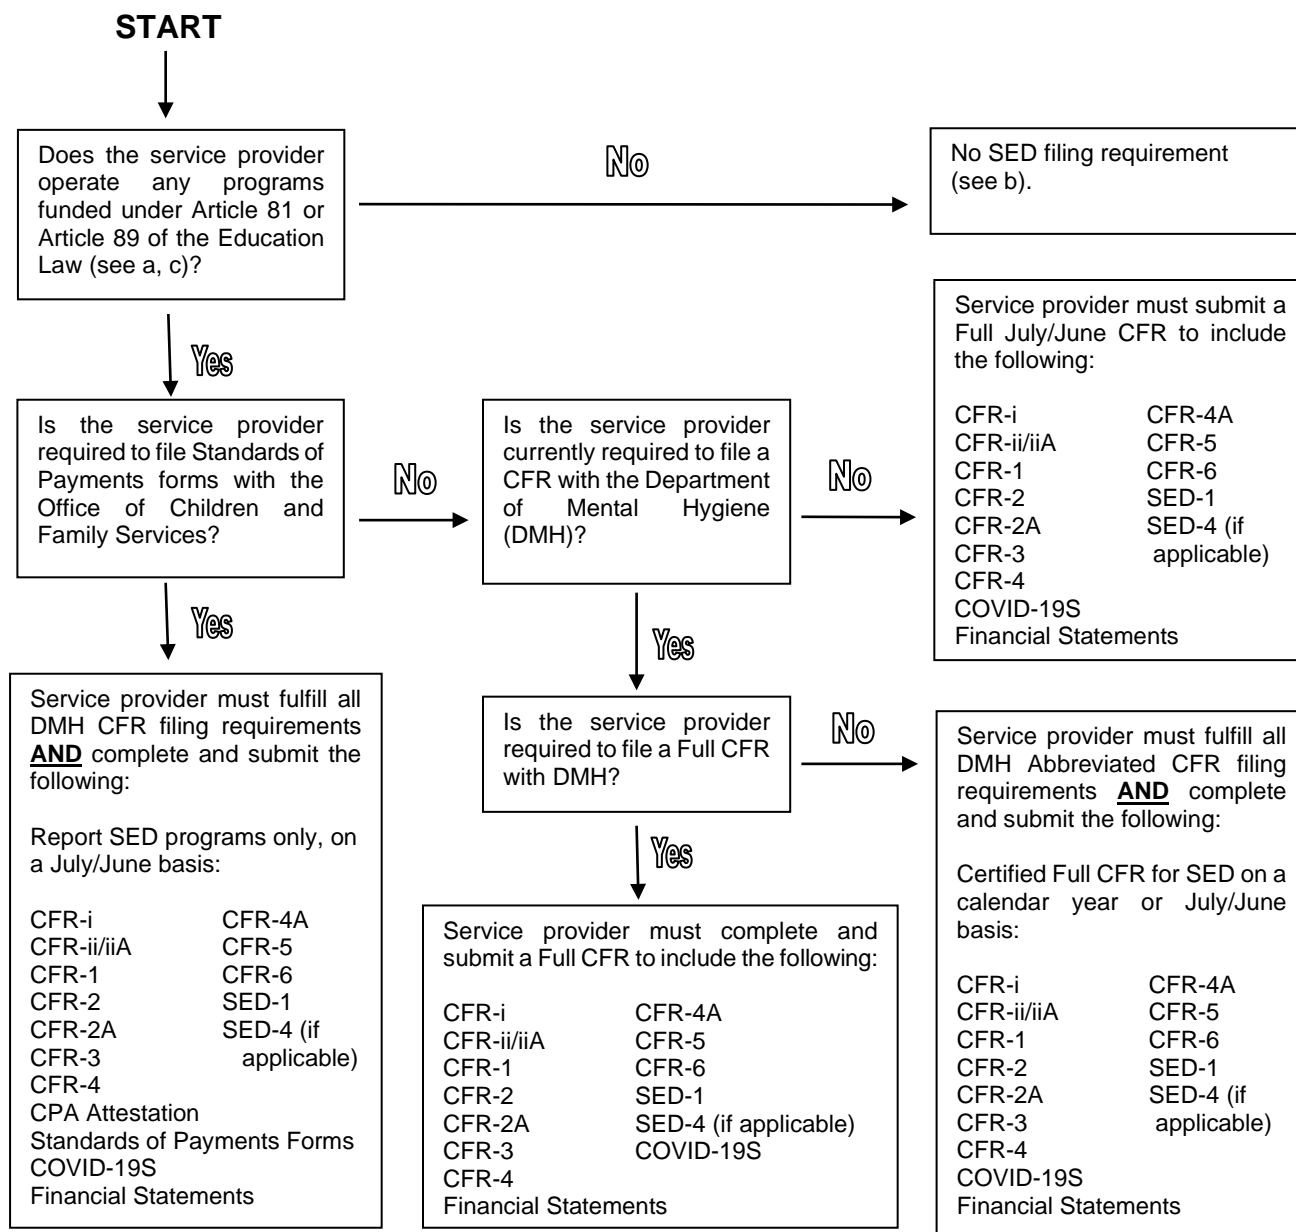 START
Does the service provider
operate any programs
funded under Article 81 or
Article 89 of the Education
Law (see a, c)?
No
No SED filing requirement
(see b).
Yes
Is the service provider
required to file Standards of
Payments forms with the
Office of Children and
Family Services?
No
Is the service provider
currently required to file a
CFR with the Department
of Mental Hygiene
(DMH)?
No
Service provider must submit a
Full July/June CFR to include
the following:
CFR-i CFR-4A
CFR-ii/iiA CFR-5
CFR-1 CFR-6
CFR-2 SED-1
CFR-2A SED-4 (if
CFR-3 applicable)
CFR-4
COVID-19S
Financial Statements
Yes
Service provider must fulfill all
DMH CFR filing requirements
AND complete and submit the
following:
Report SED programs only, on
a July/June basis:
CFR-i CFR-4A
CFR-ii/iiA CFR-5
CFR-1 CFR-6
CFR-2 SED-1
CFR-2A SED-4 (if
CFR-3 applicable)
CFR-4
CPA Attestation
Standards of Payments Forms
COVID-19S
Financial Statements
Yes
Is the service provider
required to file a Full CFR
with DMH?
No
Service provider must fulfill all
DMH Abbreviated CFR filing
requirements AND complete
and submit the following:
Certified Full CFR for SED on a
calendar year or July/June
basis:
CFR-i CFR-4A
CFR-ii/iiA CFR-5
CFR-1 CFR-6
CFR-2 SED-1
CFR-2A SED-4 (if
CFR-3 applicable)
CFR-4
COVID-19S
Financial Statements
Yes
Service provider must complete and
submit a Full CFR to include the following:
CFR-i CFR-4A
CFR-ii/iiA CFR-5
CFR-1 CFR-6
CFR-2 SED-1
CFR-2A SED-4 (if applicable)
CFR-3 COVID-19S
CFR-4
Financial Statements